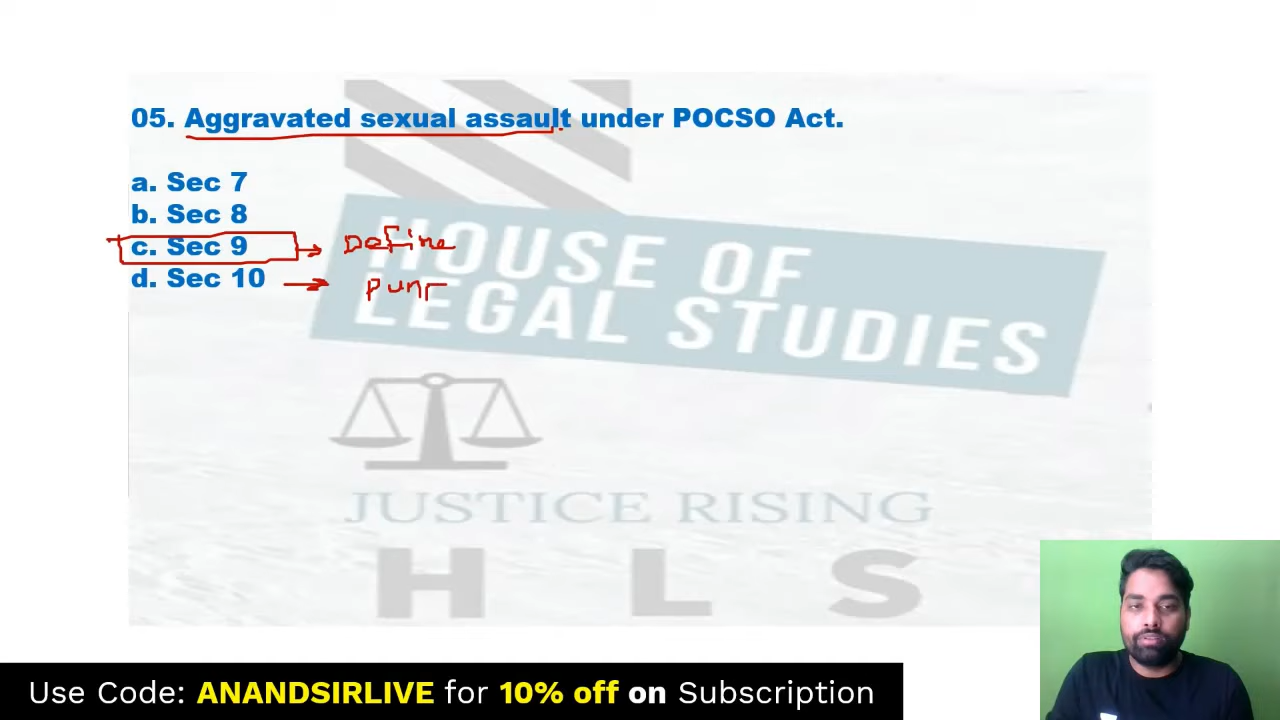 05. Aggravated sexual assault under POCSO Act.
a. Sec 7
b. Sec 8
c. Sec 9 → Define
d. Sec 10 → Pun
HOUSE OF
LEGAL STUDIES
JUSTICE RISING
H L S
Use Code: ANANDSIRLIVE for 10% off on Subscription